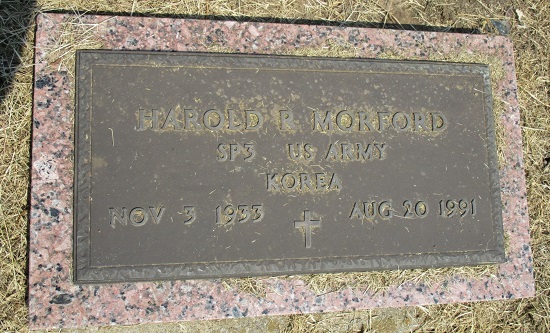 HAROLD R MORFORD
SP3 US ARMY
KOREA
NOV 3 1933 AUG 20 1991